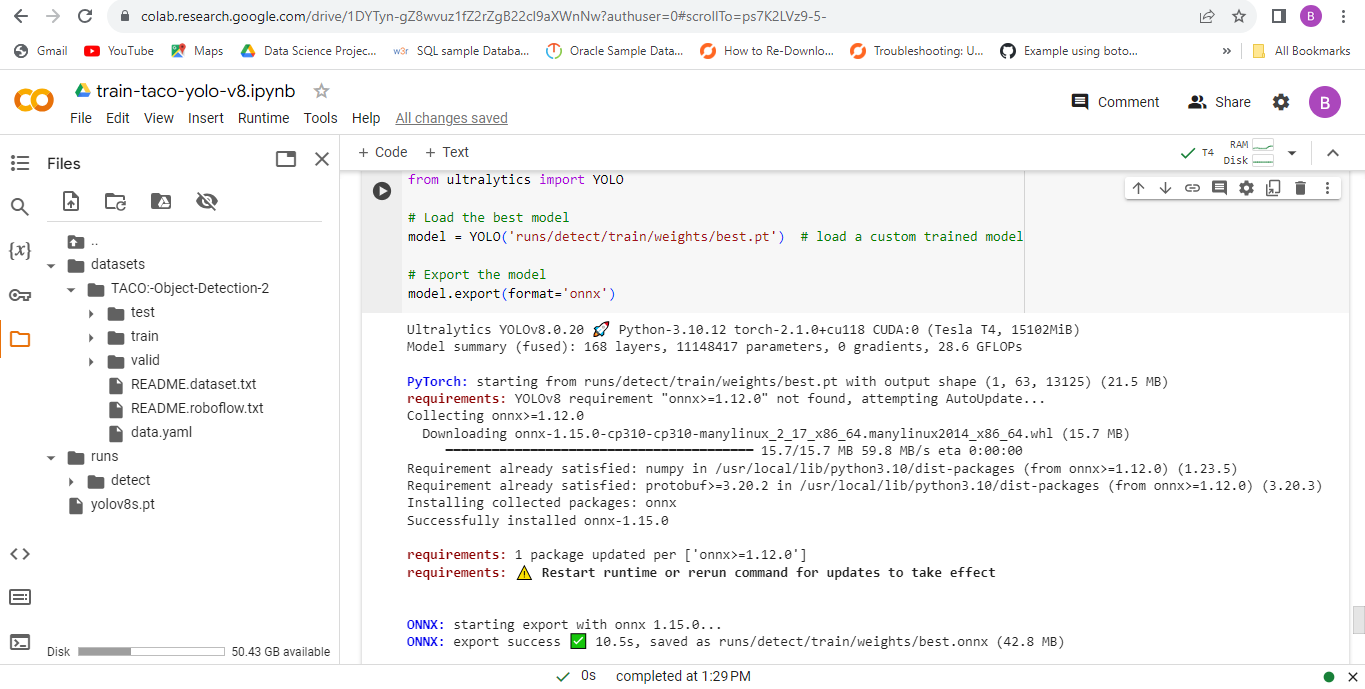 colab.research.google.com/drive/1DYTyn-gZ8wvuz1fZ2rZgB22cI9aXWnNw?authuser=0#scrollTo=ps7K2LVz9-5-
B
Gmail YouTube Maps Data Science Projec... w3r SQL sample Databa... Oracle Sample Data... How to Re-Downlo... Troubleshooting: U... Example using boto... » All Bookmarks
train-taco-yolo-v8.ipynb
File Edit View Insert Runtime Tools Help All changes saved
Comment Share B
Files
+ Code + Text
T4 RAM
Disk
{x}
..
datasets
TACO:-Object-Detection-2
test
train
valid
README.dataset.txt
README.roboflow.txt
data.yaml
runs
detect
yolov8s.pt
Disk 50.43 GB available
from ultralytics import YOLO
# Load the best model
model = YOLO('runs/detect/train/weights/best.pt')  # load a custom trained model
# Export the model
model.export(format='onnx')
Ultralytics YOLOv8.0.20 🚀 Python-3.10.12 torch-2.1.0+cu118 CUDA:0 (Tesla T4, 15102MiB)
Model summary (fused): 168 layers, 11148417 parameters, 0 gradients, 28.6 GFLOPs
PyTorch: starting from runs/detect/train/weights/best.pt with output shape (1, 63, 13125) (21.5 MB)
requirements: YOLOv8 requirement "onnx>=1.12.0" not found, attempting AutoUpdate...
Collecting onnx>=1.12.0
Downloading onnx-1.15.0-cp310-cp310-manylinux_2_17_x86_64.manylinux2014_x86_64.whl (15.7 MB)
15.7/15.7 MB 59.8 MB/s eta 0:00:00
Requirement already satisfied: numpy in /usr/local/lib/python3.10/dist-packages (from onnx>=1.12.0) (1.23.5)
Requirement already satisfied: protobuf>=3.20.2 in /usr/local/lib/python3.10/dist-packages (from onnx>=1.12.0) (3.20.3)
Installing collected packages: onnx
Successfully installed onnx-1.15.0
requirements: 1 package updated per ['onnx>=1.12.0']
requirements: ⚠️ Restart runtime or rerun command for updates to take effect
ONNX: starting export with onnx 1.15.0...
ONNX: export success ✅ 10.5s, saved as runs/detect/train/weights/best.onnx (42.8 MB)
✓ 0s completed at 1:29 PM